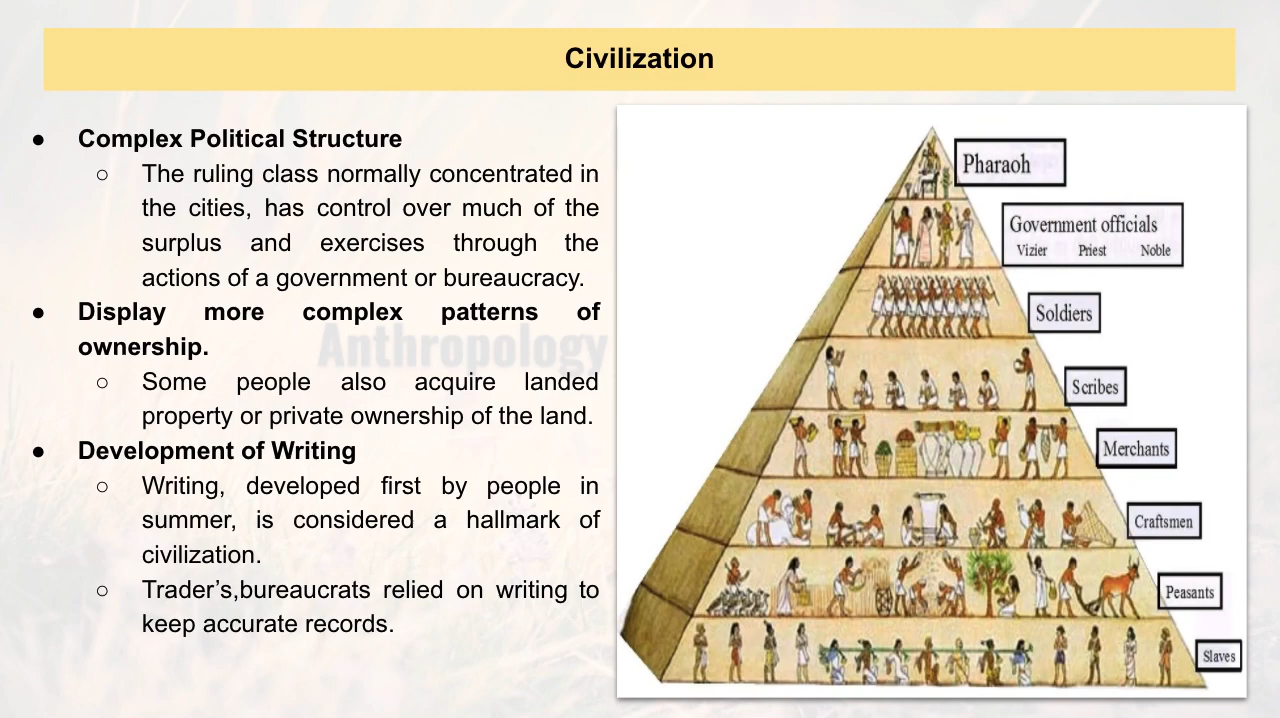 Civilization
● Complex Political Structure
○ The ruling class normally concentrated in
the cities, has control over much of the
surplus and exercises through the
actions of a government or bureaucracy.
● Display more complex patterns of
ownership.
○ Some people also acquire landed
property or private ownership of the land.
● Development of Writing
○ Writing, developed first by people in
summer, is considered a hallmark of
civilization.
○ Trader’s,bureaucrats relied on writing to
keep accurate records.
Anthropology
Pharaoh
Government officials
Vizier Priest Noble
Soldiers
Scribes
Merchants
Craftsmen
Peasants
Slaves